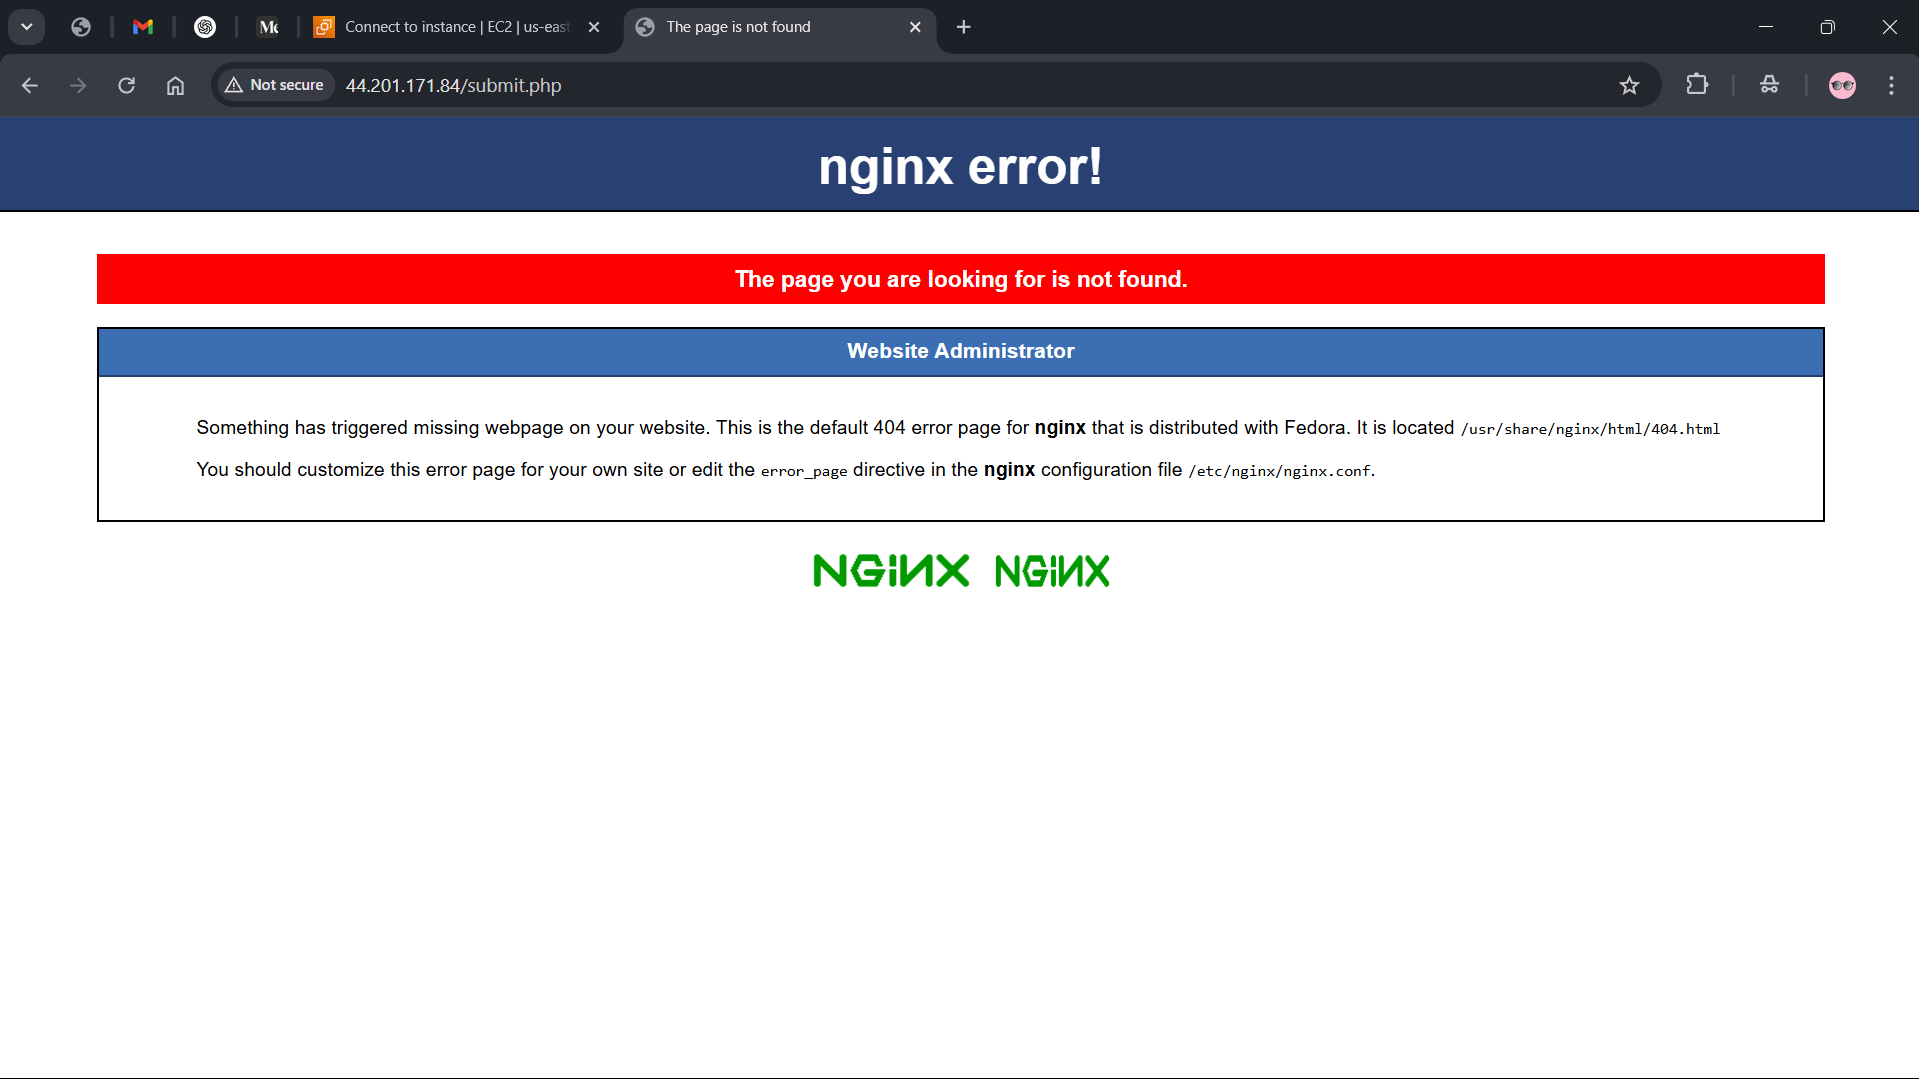 Connect to instance | EC2 | us-east
The page is not found
Not secure
44.201.171.84/submit.php
nginx error!
The page you are looking for is not found.
Website Administrator
Something has triggered missing webpage on your website. This is the default 404 error page for nginx that is distributed with Fedora. It is located /usr/share/nginx/html/404.html
You should customize this error page for your own site or edit the error_page directive in the nginx configuration file /etc/nginx/nginx.conf.
NGINX NGINX